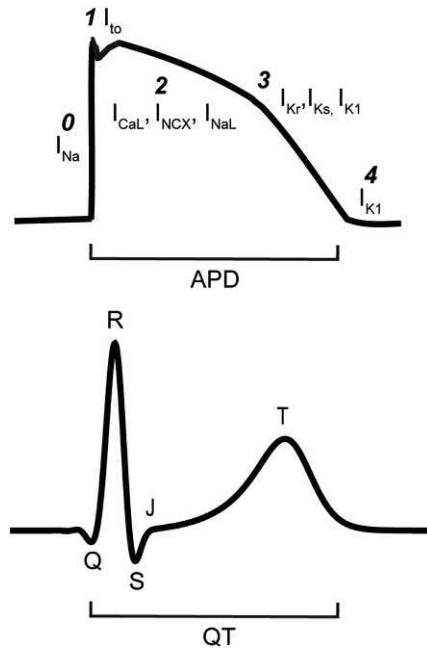 1 Ito
2
3
IKr, IKs, IK1
0
INa
ICaL, INCX, INaL
4
IK1
APD
R
T
J
Q
S
QT